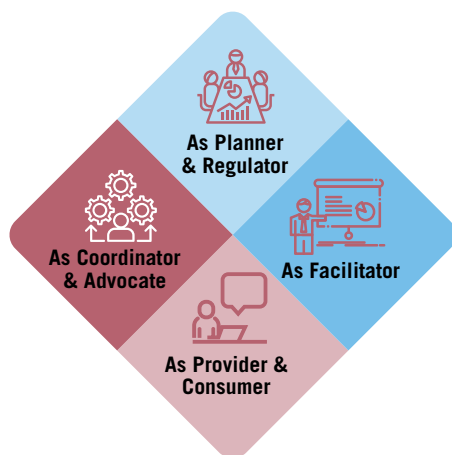 As Planner
& Regulator
As Coordinator
& Advocate
As Facilitator
As Provider &
Consumer